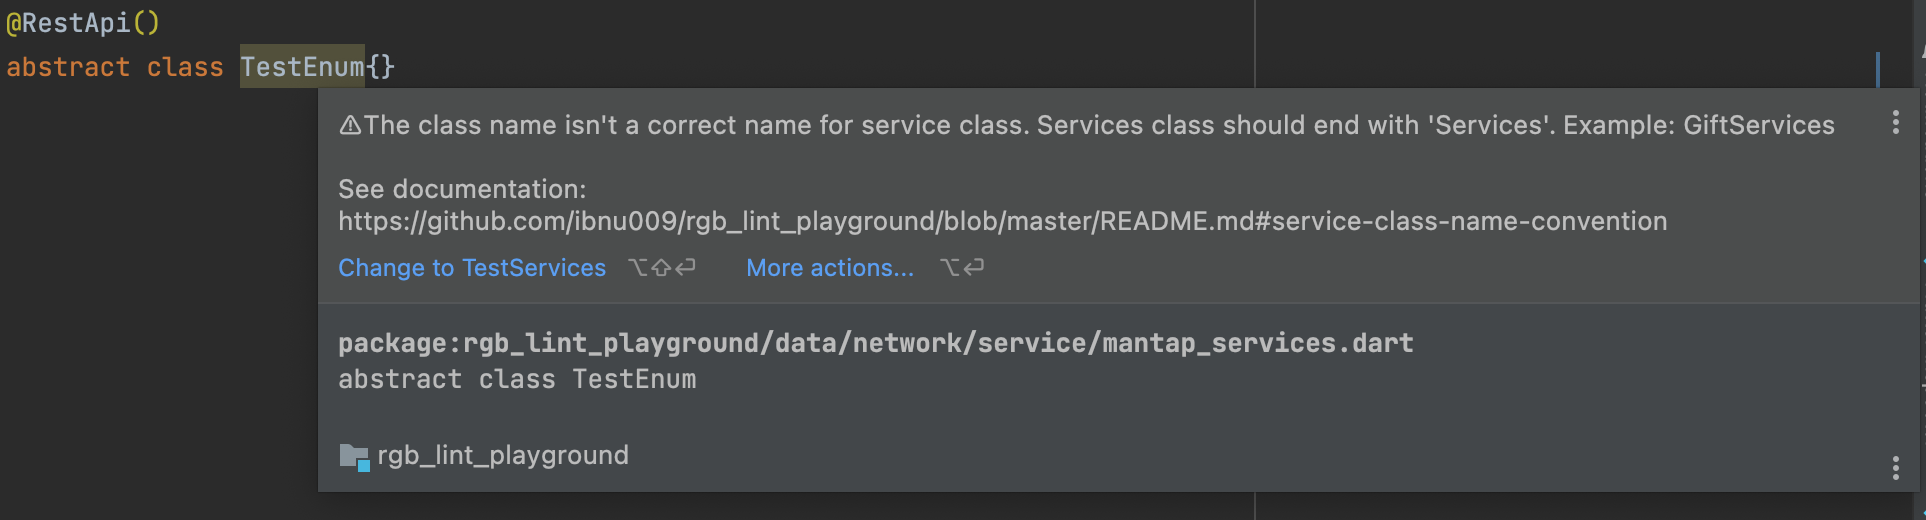 @RestApi()
abstract class TestEnum{}
The class name isn't a correct name for service class. Services class should end with 'Services'. Example: GiftServices
See documentation:
https://github.com/ibnu009/rgb_lint_playground/blob/master/README.md#service-class-name-convention
Change to TestServices ⌥⇧⏎ More actions... ⌥⏎
package:rgb_lint_playground/data/network/service/mantap_services.dart
abstract class TestEnum
rgb_lint_playground